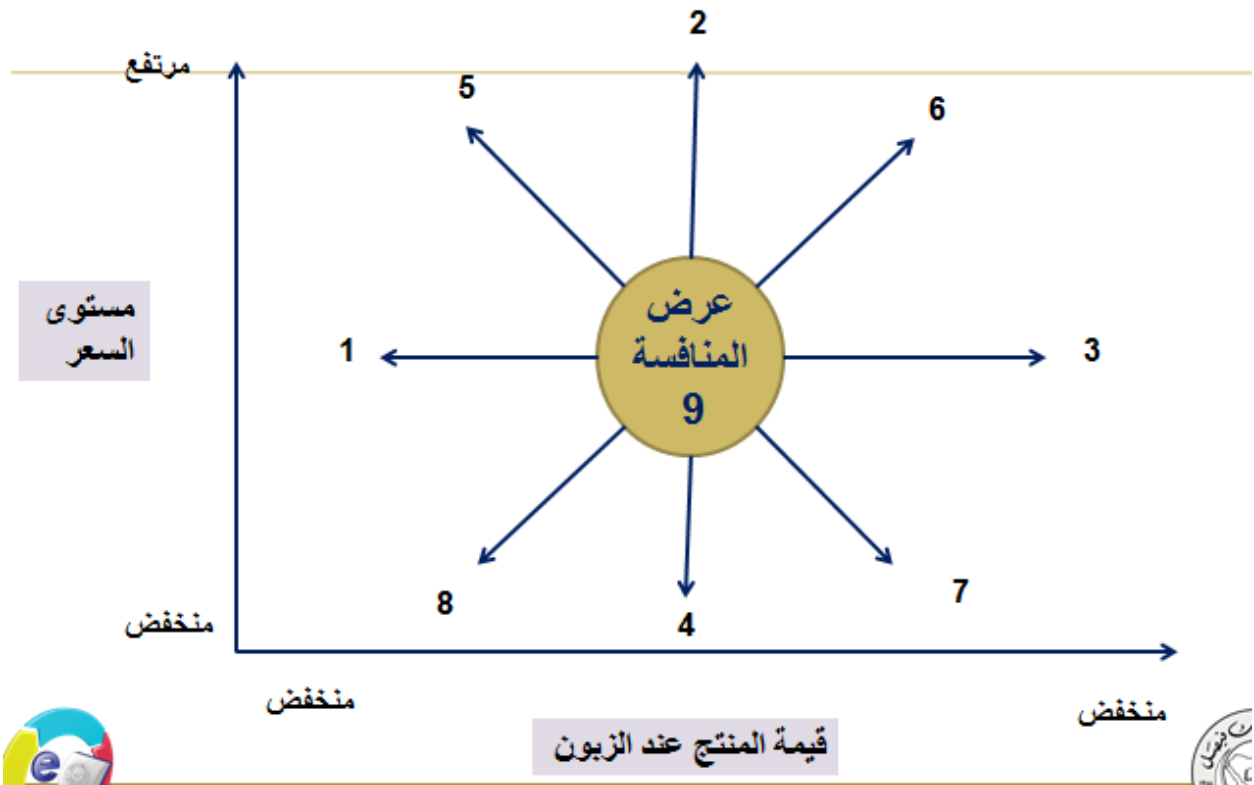 2
مرتفع
5
6
مستوى
السعر
عرض
المنافسة
9
1
3
8
4
7
منخفض
منخفض
منخفض
قيمة المنتج عند الزبون
e